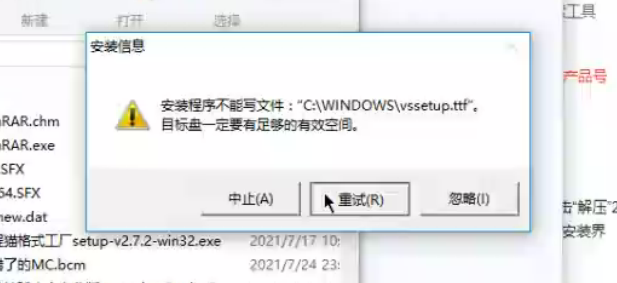 新建
打开
选择
工具
安装信息
产品号
安装程序不能写文件：“C:\WINDOWS\vssetup.ttf”。
目标盘一定要有足够的有效空间。
RAR.chm
RAR.exe
.SFX
64.SFX
new.dat
中止(A)
重试(R)
忽略(I)
击“解压”2
安装界
猫格式工厂setup-v2.7.2-win32.exe
2021/7/17 10:
错了的MC.bcm
2021/7/24 23: